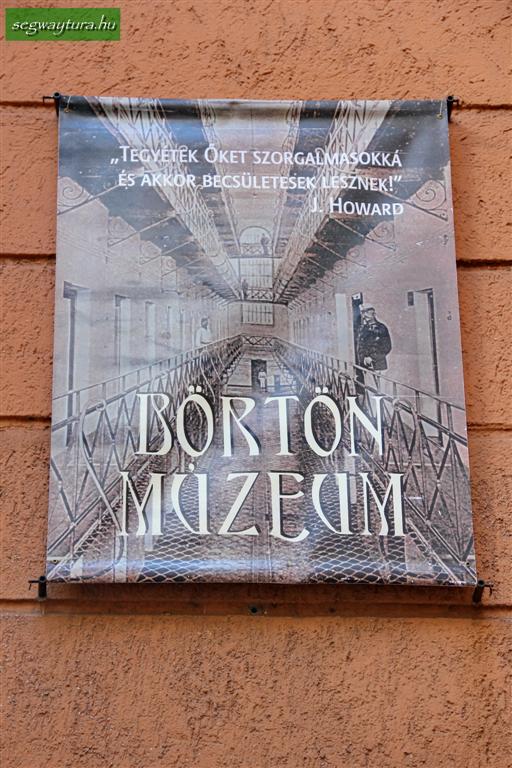 segwaytura.hu
„TEGYÉTEK ŐKET SZORGALMASOKKÁ
ÉS AKKOR BECSÜLETESEK LESZNEK!”
J. HOWARD
BÖRTÖN
MÚZEUM